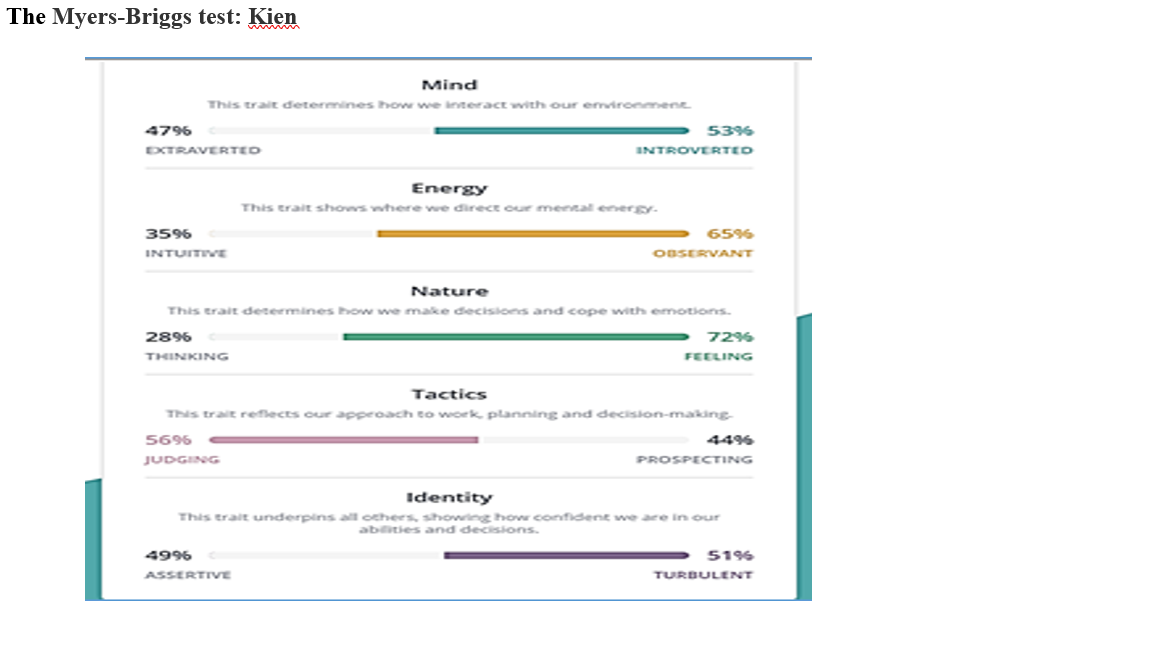 The Myers-Briggs test: Kien
Mind
This trait determines how we interact with our environment.
47% 53%
EXTRAVERTED INTROVERTED
Energy
This trait shows where we direct our mental energy.
35% 65%
INTUITIVE OBSERVANT
Nature
This trait determines how we make decisions and cope with emotions.
28% 72%
THINKING FEELING
Tactics
This trait reflects our approach to work, planning and decision-making.
56% 44%
JUDGING PROSPECTING
Identity
This trait underpins all others, showing how confident we are in our
abilities and decisions.
49% 51%
ASSERTIVE TURBULENT